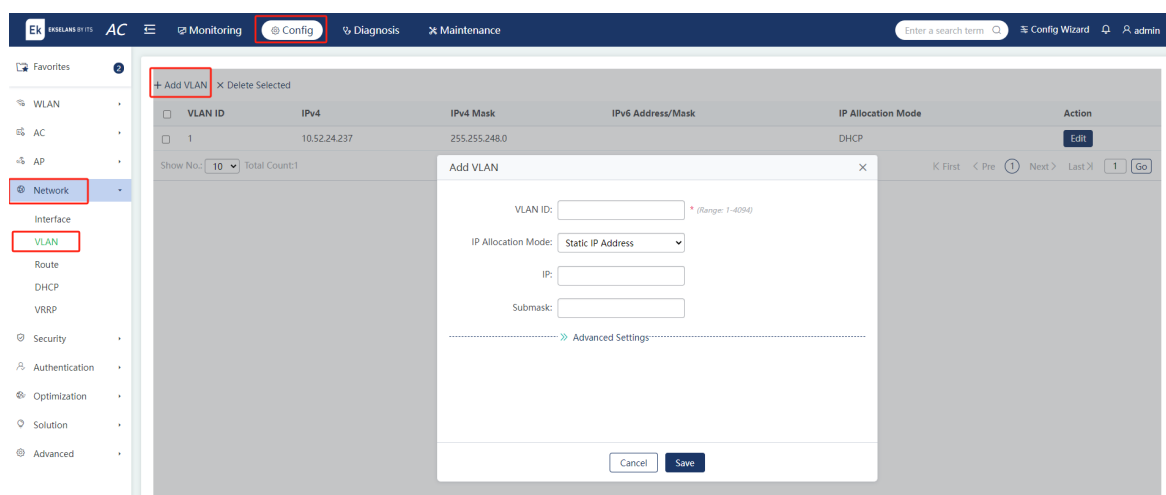 Ek EKSELANS BY ITS AC Monitoring Config Diagnosis Maintenance Enter a search term Config Wizard admin
Favorites 2
+ Add VLAN × Delete Selected
WLAN
VLAN ID IPv4 IPv4 Mask IPv6 Address/Mask IP Allocation Mode Action
AC
1 10.52.24.237 255.255.248.0 DHCP Edit
AP
Show No.: 10 Total Count:1
Add VLAN ×
K First < Pre 1 Next > Last 1 Go
Network
VLAN ID: * (Range: 1-4094)
Interface
VLAN
IP Allocation Mode: Static IP Address
Route
IP:
DHCP
VRRP
Submask:
Security
» Advanced Settings
Authentication
Optimization
Solution
Advanced
Cancel Save